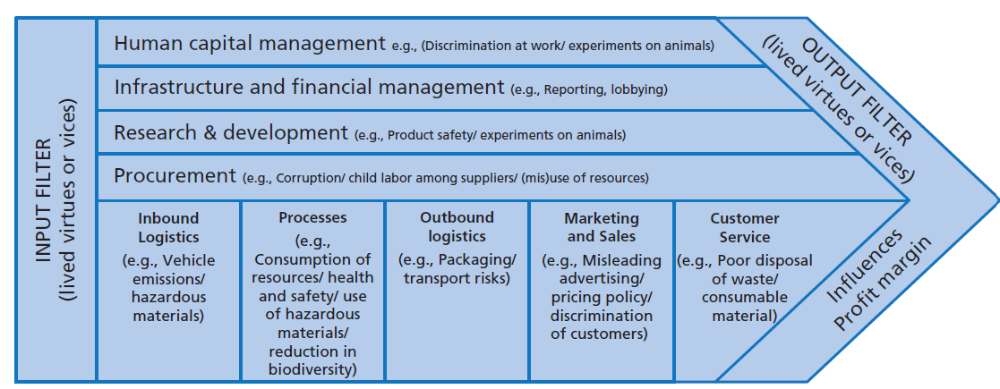 INPUT FILTER
(lived virtues or vices)
Human capital management e.g., (Discrimination at work/ experiments on animals)
Infrastructure and financial management (e.g., Reporting, lobbying)
Research & development (e.g., Product safety/ experiments on animals)
Procurement (e.g., Corruption/ child labor among suppliers/ (mis)use of resources)
Inbound
Logistics
(e.g., Vehicle
emissions/
hazardous
materials)
Processes
(e.g.,
Consumption of
resources/ health
and safety/ use
of hazardous
materials/
reduction in
biodiversity)
Outbound
logistics
(e.g., Packaging/
transport risks)
Marketing
and Sales
(e.g., Misleading
advertising/
pricing policy/
discrimination
of customers)
Customer
Service
(e.g., Poor disposal
of waste/
consumable
material)
OUTPUT FILTER
(lived virtues or vices)
Influences
Profit margin